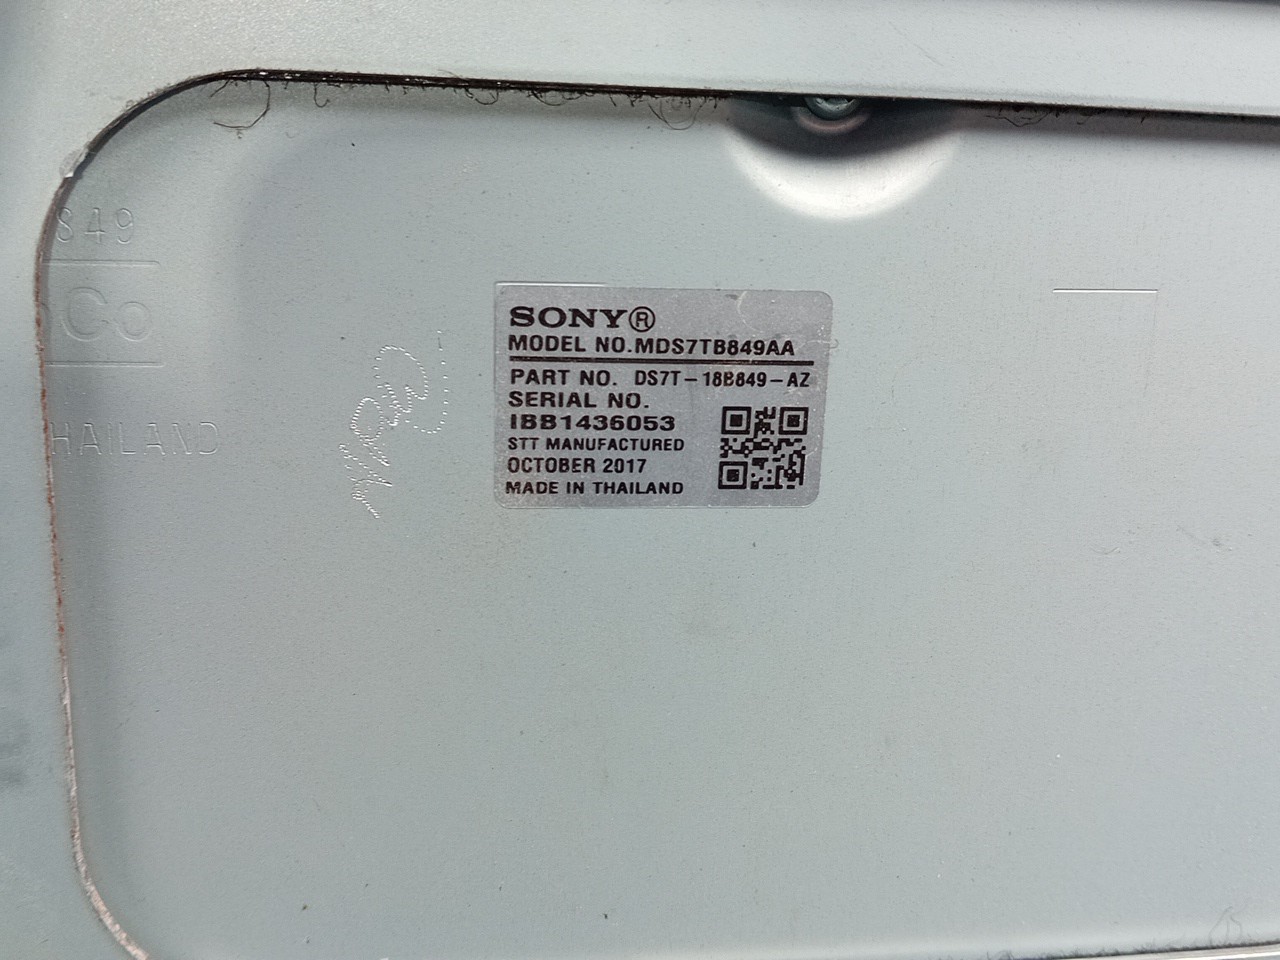 849
Co
HAILAND
SONY®
MODEL NO.MDS7TB849AA
PART NO. DS7T-18B849-AZ
SERIAL NO.
IBB1436053
STT MANUFACTURED
OCTOBER 2017
MADE IN THAILAND